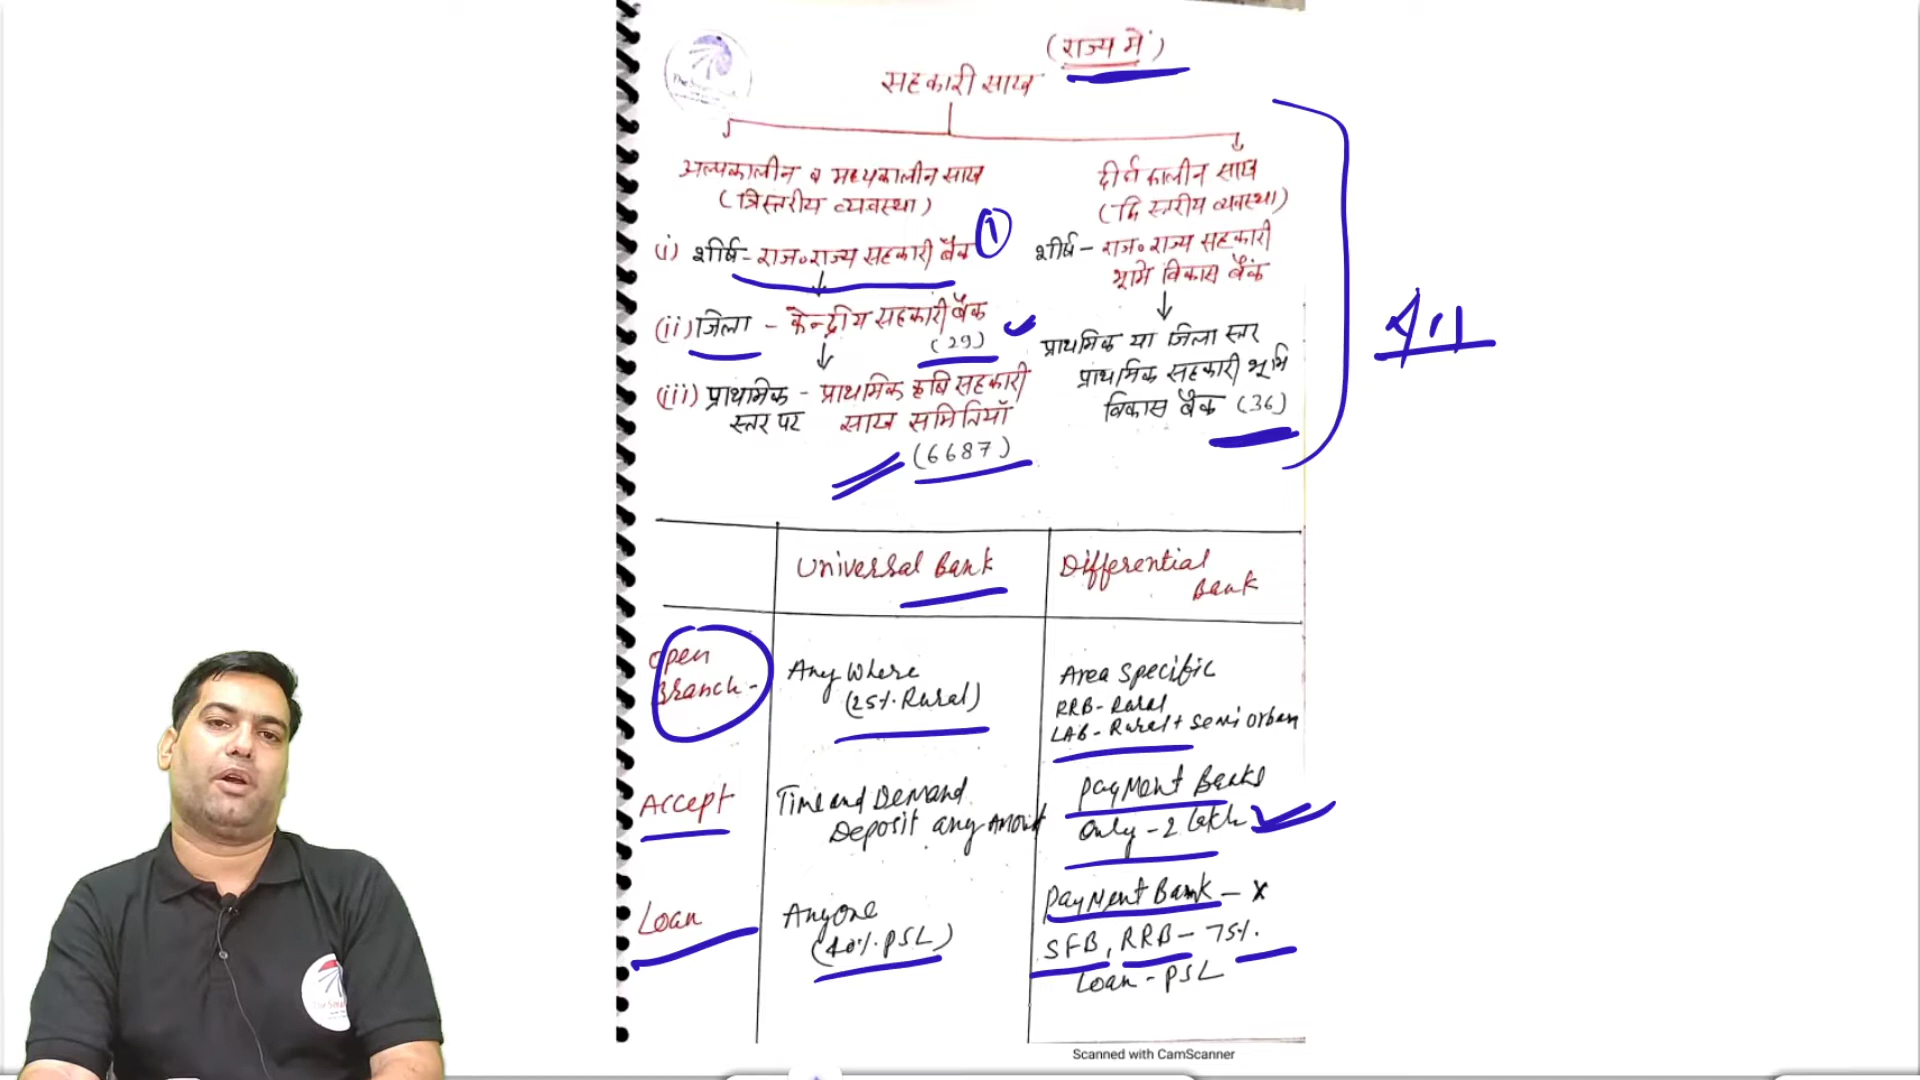 (राज्य में)
सहकारी साख
अल्पकालीन व मध्यकालीन साख
(त्रिस्तरीय व्यवस्था)
(i) शीर्ष - राज॰ राज्य सहकारी बैंक
1
(ii) जिला - केन्द्रीय सहकारी बैंक
(29)
(iii) प्राथमिक - प्राथमिक कृषि सहकारी
स्तर पर साख समितियाँ
(6687)
दीर्घकालीन साख
(द्वि स्तरीय व्यवस्था)
शीर्ष - राज॰ राज्य सहकारी
भूमि विकास बैंक
प्राथमिक या जिला स्तर
प्राथमिक सहकारी भूमि
विकास बैंक (36)
Universal Bank
Differential
Bank
Open
Branch -
Any Where
(25%. Rural)
Area Specific
RRB - Rural
LAB - Rural + Semi Urban
Accept
Time and Demand
Deposit any Amount
Payment Banks
Only - 2 Lakh
Loan
Anyone
(40%. PSL)
Payment Bank - x
SFB, RRB - 75%.
Loan - PSL
Scanned with CamScanner